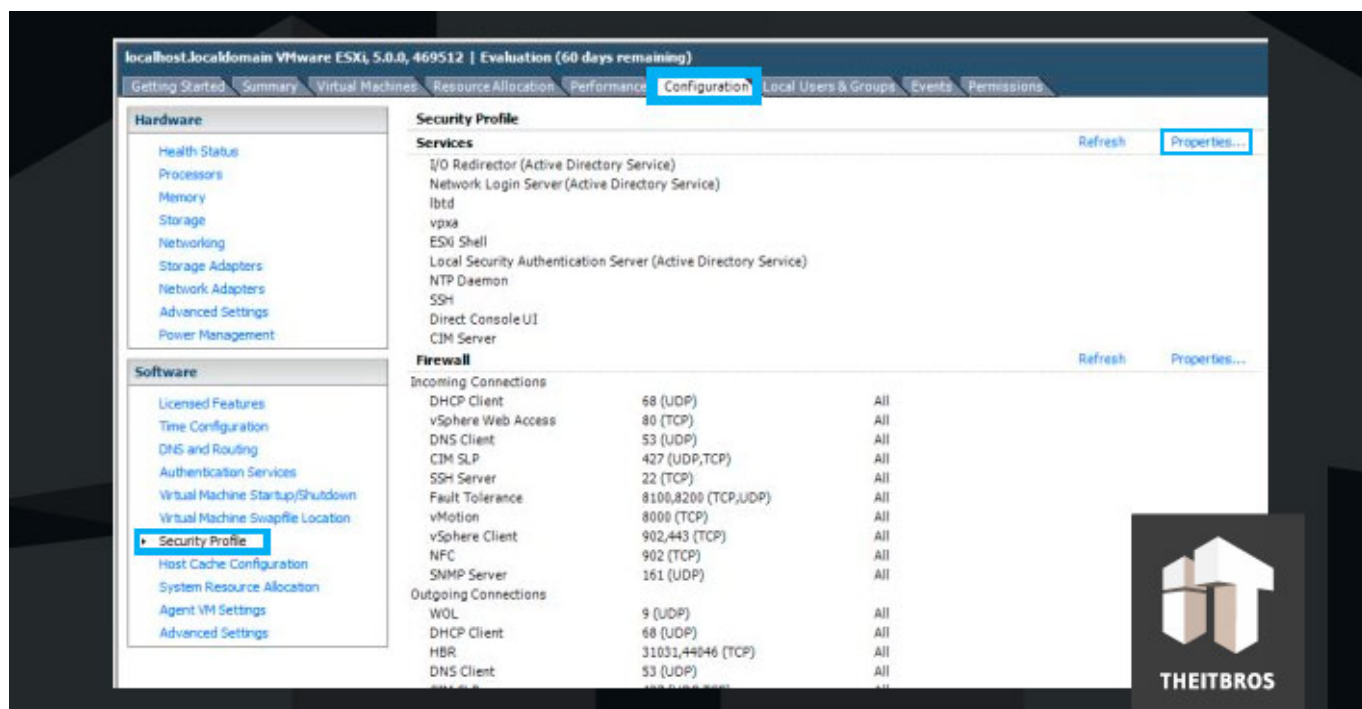 localhost.localdomain VMware ESXi, 5.0.0, 469512 | Evaluation (60 days remaining)
Getting Started Summary Virtual Machines Resource Allocation Performance Configuration Local Users & Groups Events Permissions
Hardware
Health Status
Processors
Memory
Storage
Networking
Storage Adapters
Network Adapters
Advanced Settings
Power Management
Software
Licensed Features
Time Configuration
DNS and Routing
Authentication Services
Virtual Machine Startup/Shutdown
Virtual Machine Swapfile Location
Security Profile
Host Cache Configuration
System Resource Allocation
Agent VM Settings
Advanced Settings
Security Profile
Services Refresh Properties...
I/O Redirector (Active Directory Service)
Network Login Server (Active Directory Service)
lbtd
vpxa
ESXi Shell
Local Security Authentication Server (Active Directory Service)
NTP Daemon
SSH
Direct Console UI
CIM Server
Firewall Refresh Properties...
Incoming Connections
DHCP Client 68 (UDP) All
vSphere Web Access 80 (TCP) All
DNS Client 53 (UDP) All
CIM SLP 427 (UDP,TCP) All
SSH Server 22 (TCP) All
Fault Tolerance 8100,8200 (TCP,UDP) All
vMotion 8000 (TCP) All
vSphere Client 902,443 (TCP) All
NFC 902 (TCP) All
SNMP Server 161 (UDP) All
Outgoing Connections
WOL 9 (UDP) All
DHCP Client 68 (UDP) All
HBR 31031,44046 (TCP) All
DNS Client 53 (UDP) All
THEITBROS